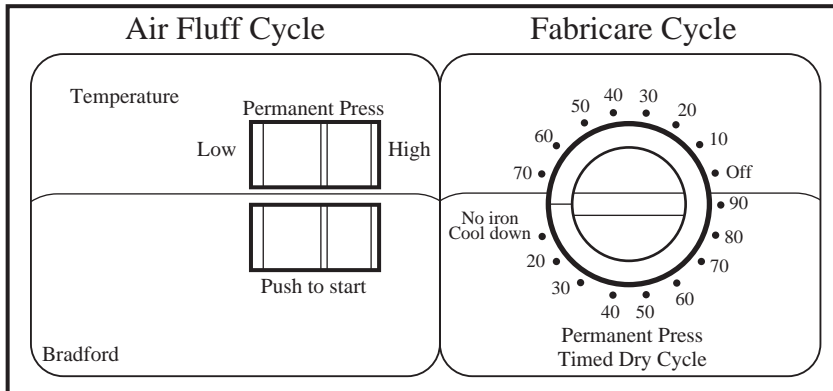 Air Fluff Cycle
Temperature
Permanent Press
Low
High
Push to start
Bradford
Fabricare Cycle
70
60
50
40
30
20
10
Off
90
80
70
60
50
40
30
20
No iron
Cool down
Permanent Press
Timed Dry Cycle